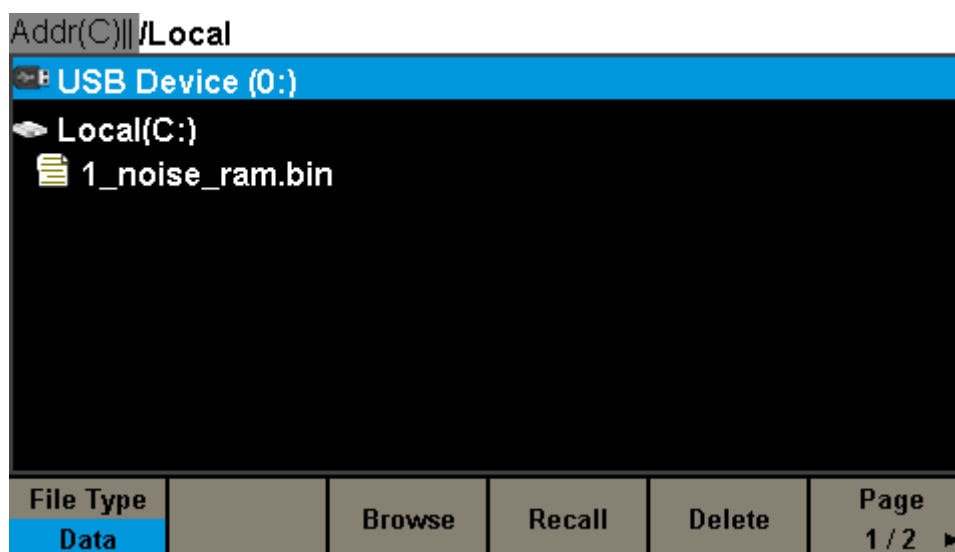 Addr(C)|| /Local
USB Device (0:)
Local(C:)
1_noise_ram.bin
File Type
Data
Browse
Recall
Delete
Page
1 / 2